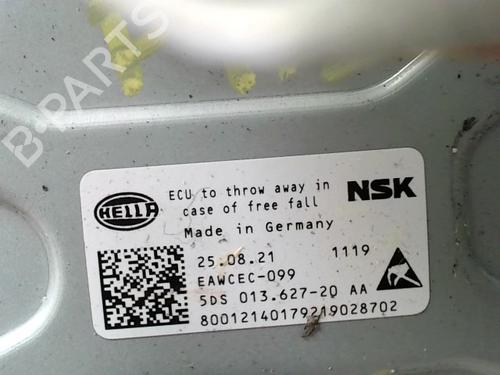 B-PARTS
HELLA
ECU to throw away in
case of free fall
NSK
Made in Germany
25.08.21 1119
EAWCEC-099
5DS 013.627-20 AA
80012140179219028702